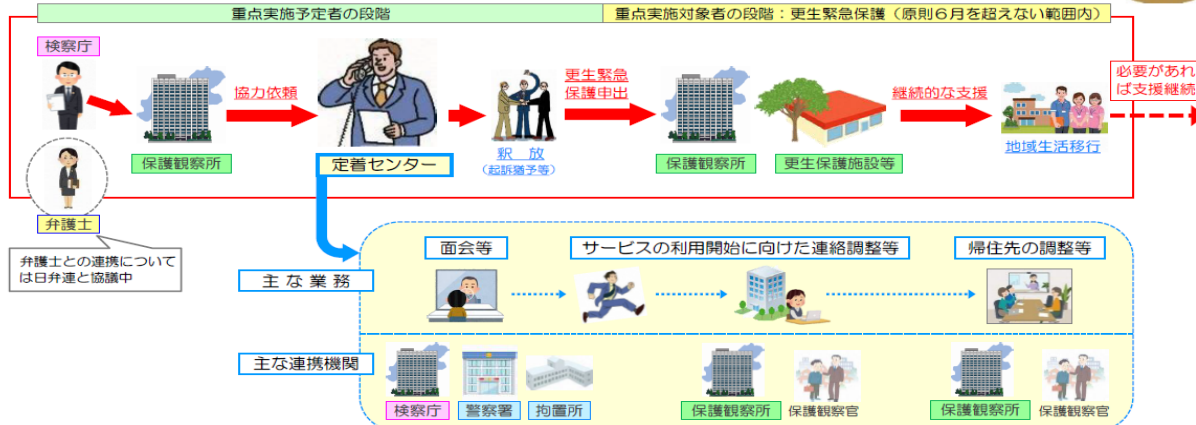 重点実施予定者の段階
重点実施対象者の段階：更生緊急保護（原則６月を超えない範囲内）
検察庁
協力依頼
更生緊急
保護申出
継続的な支援
必要があれ
ば支援継続
保護観察所
定着センター
釈放
（起訴猶予等）
保護観察所
更生保護施設等
地域生活移行
弁護士
弁護士との連携について
は日弁連と協議中
面会等
サービスの利用開始に向けた連絡調整等
帰住先の調整等
主な業務
主な連携機関
検察庁
警察署
拘置所
保護観察所
保護観察官
保護観察所
保護観察官